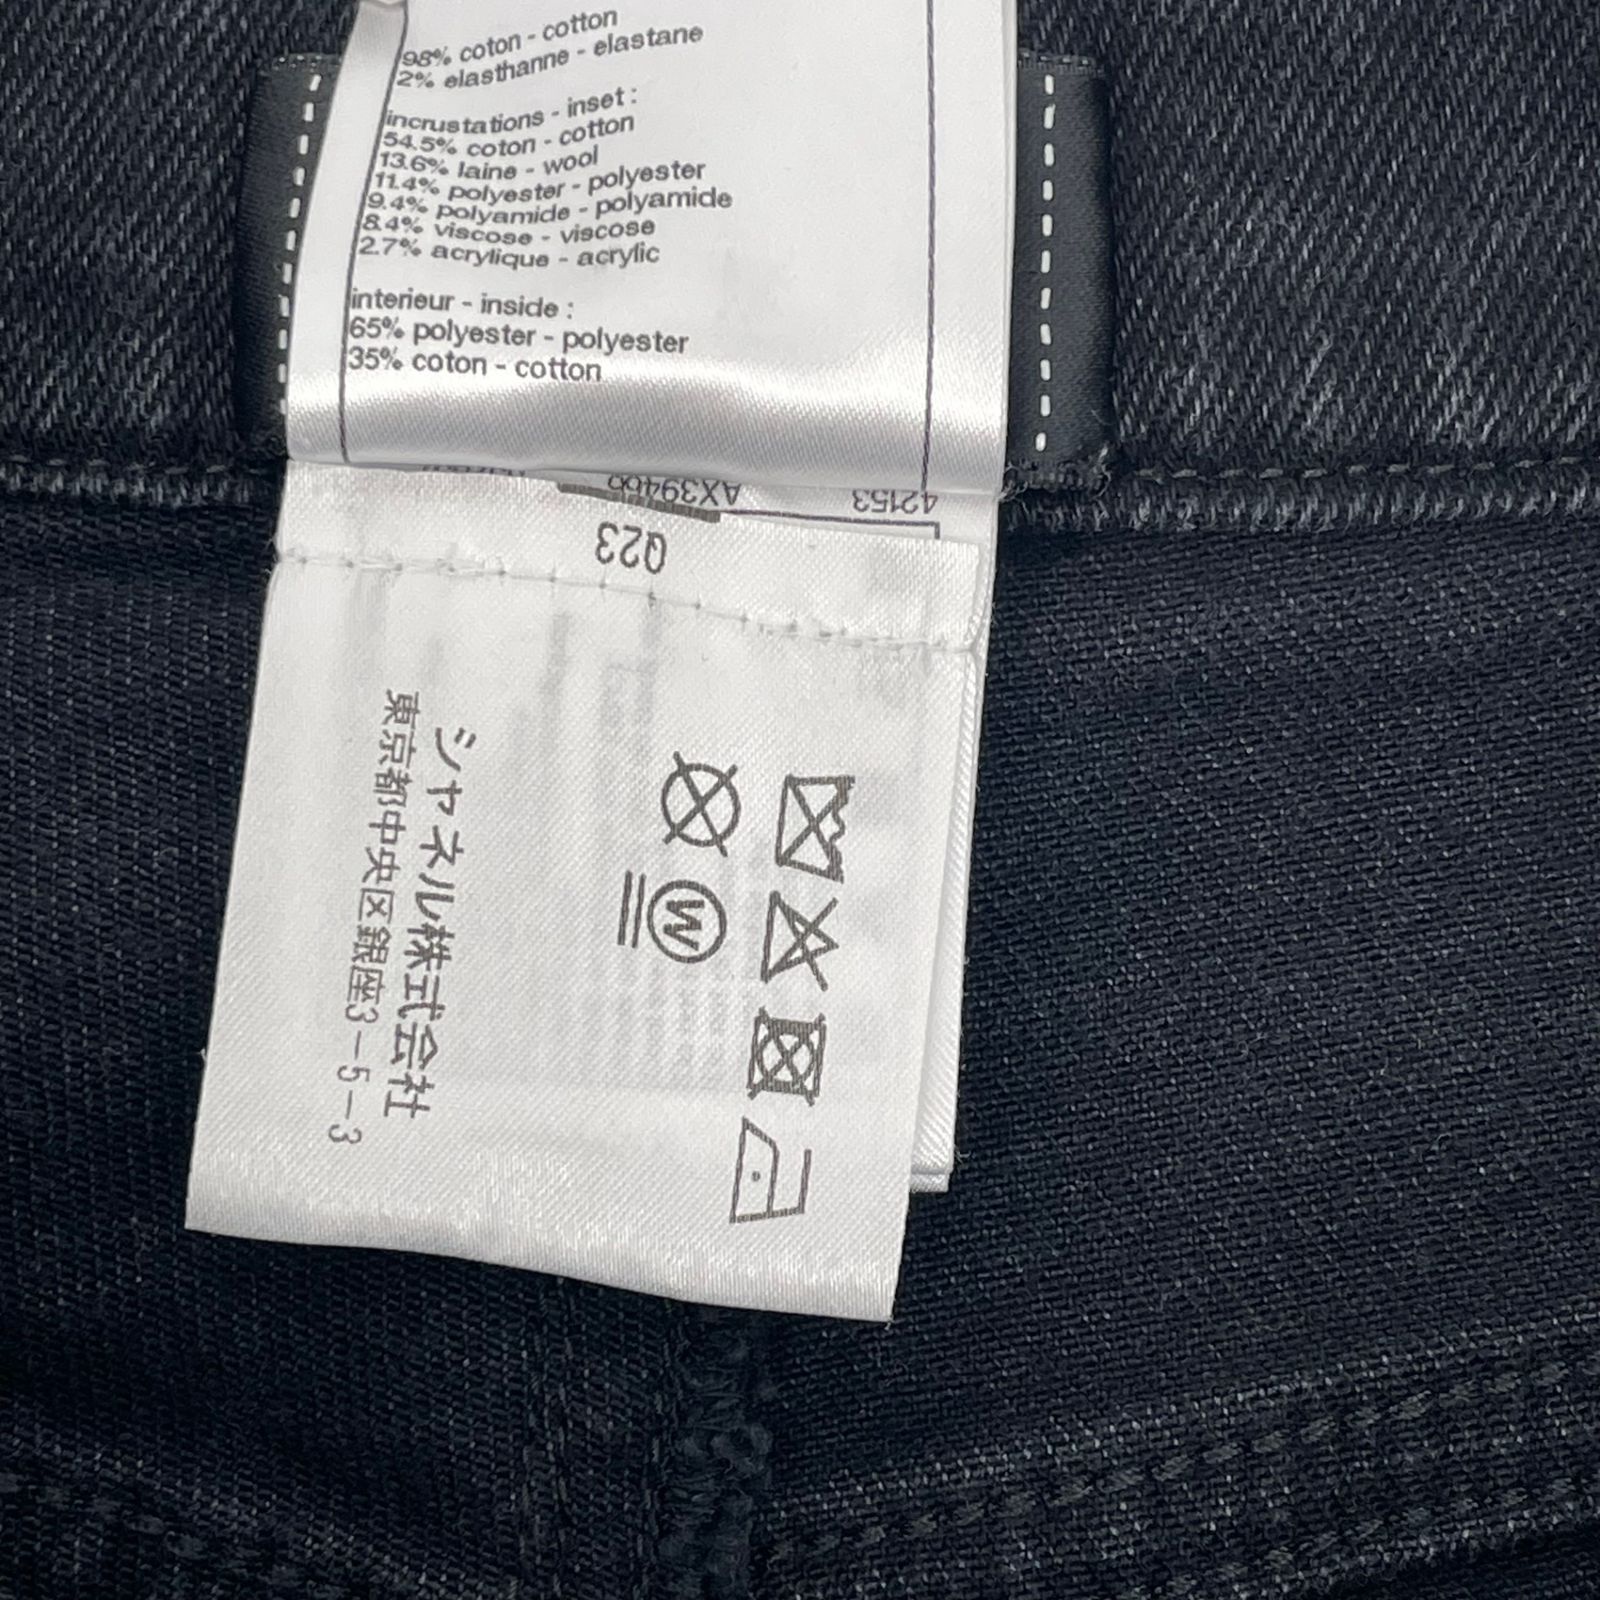 98% coton - cotton
2% elasthanne - elastane
incrustations - inset :
54.5% coton - cotton
13.6% laine - wool
11.4% polyester - polyester
9.4% polyamide - polyamide
8.4% viscose - viscose
2.7% acrylique - acrylic
interieur - inside :
65% polyester - polyester
35% coton - cotton
42153
Q23
W
シャネル株式会社
東京都中央区銀座3-5-3